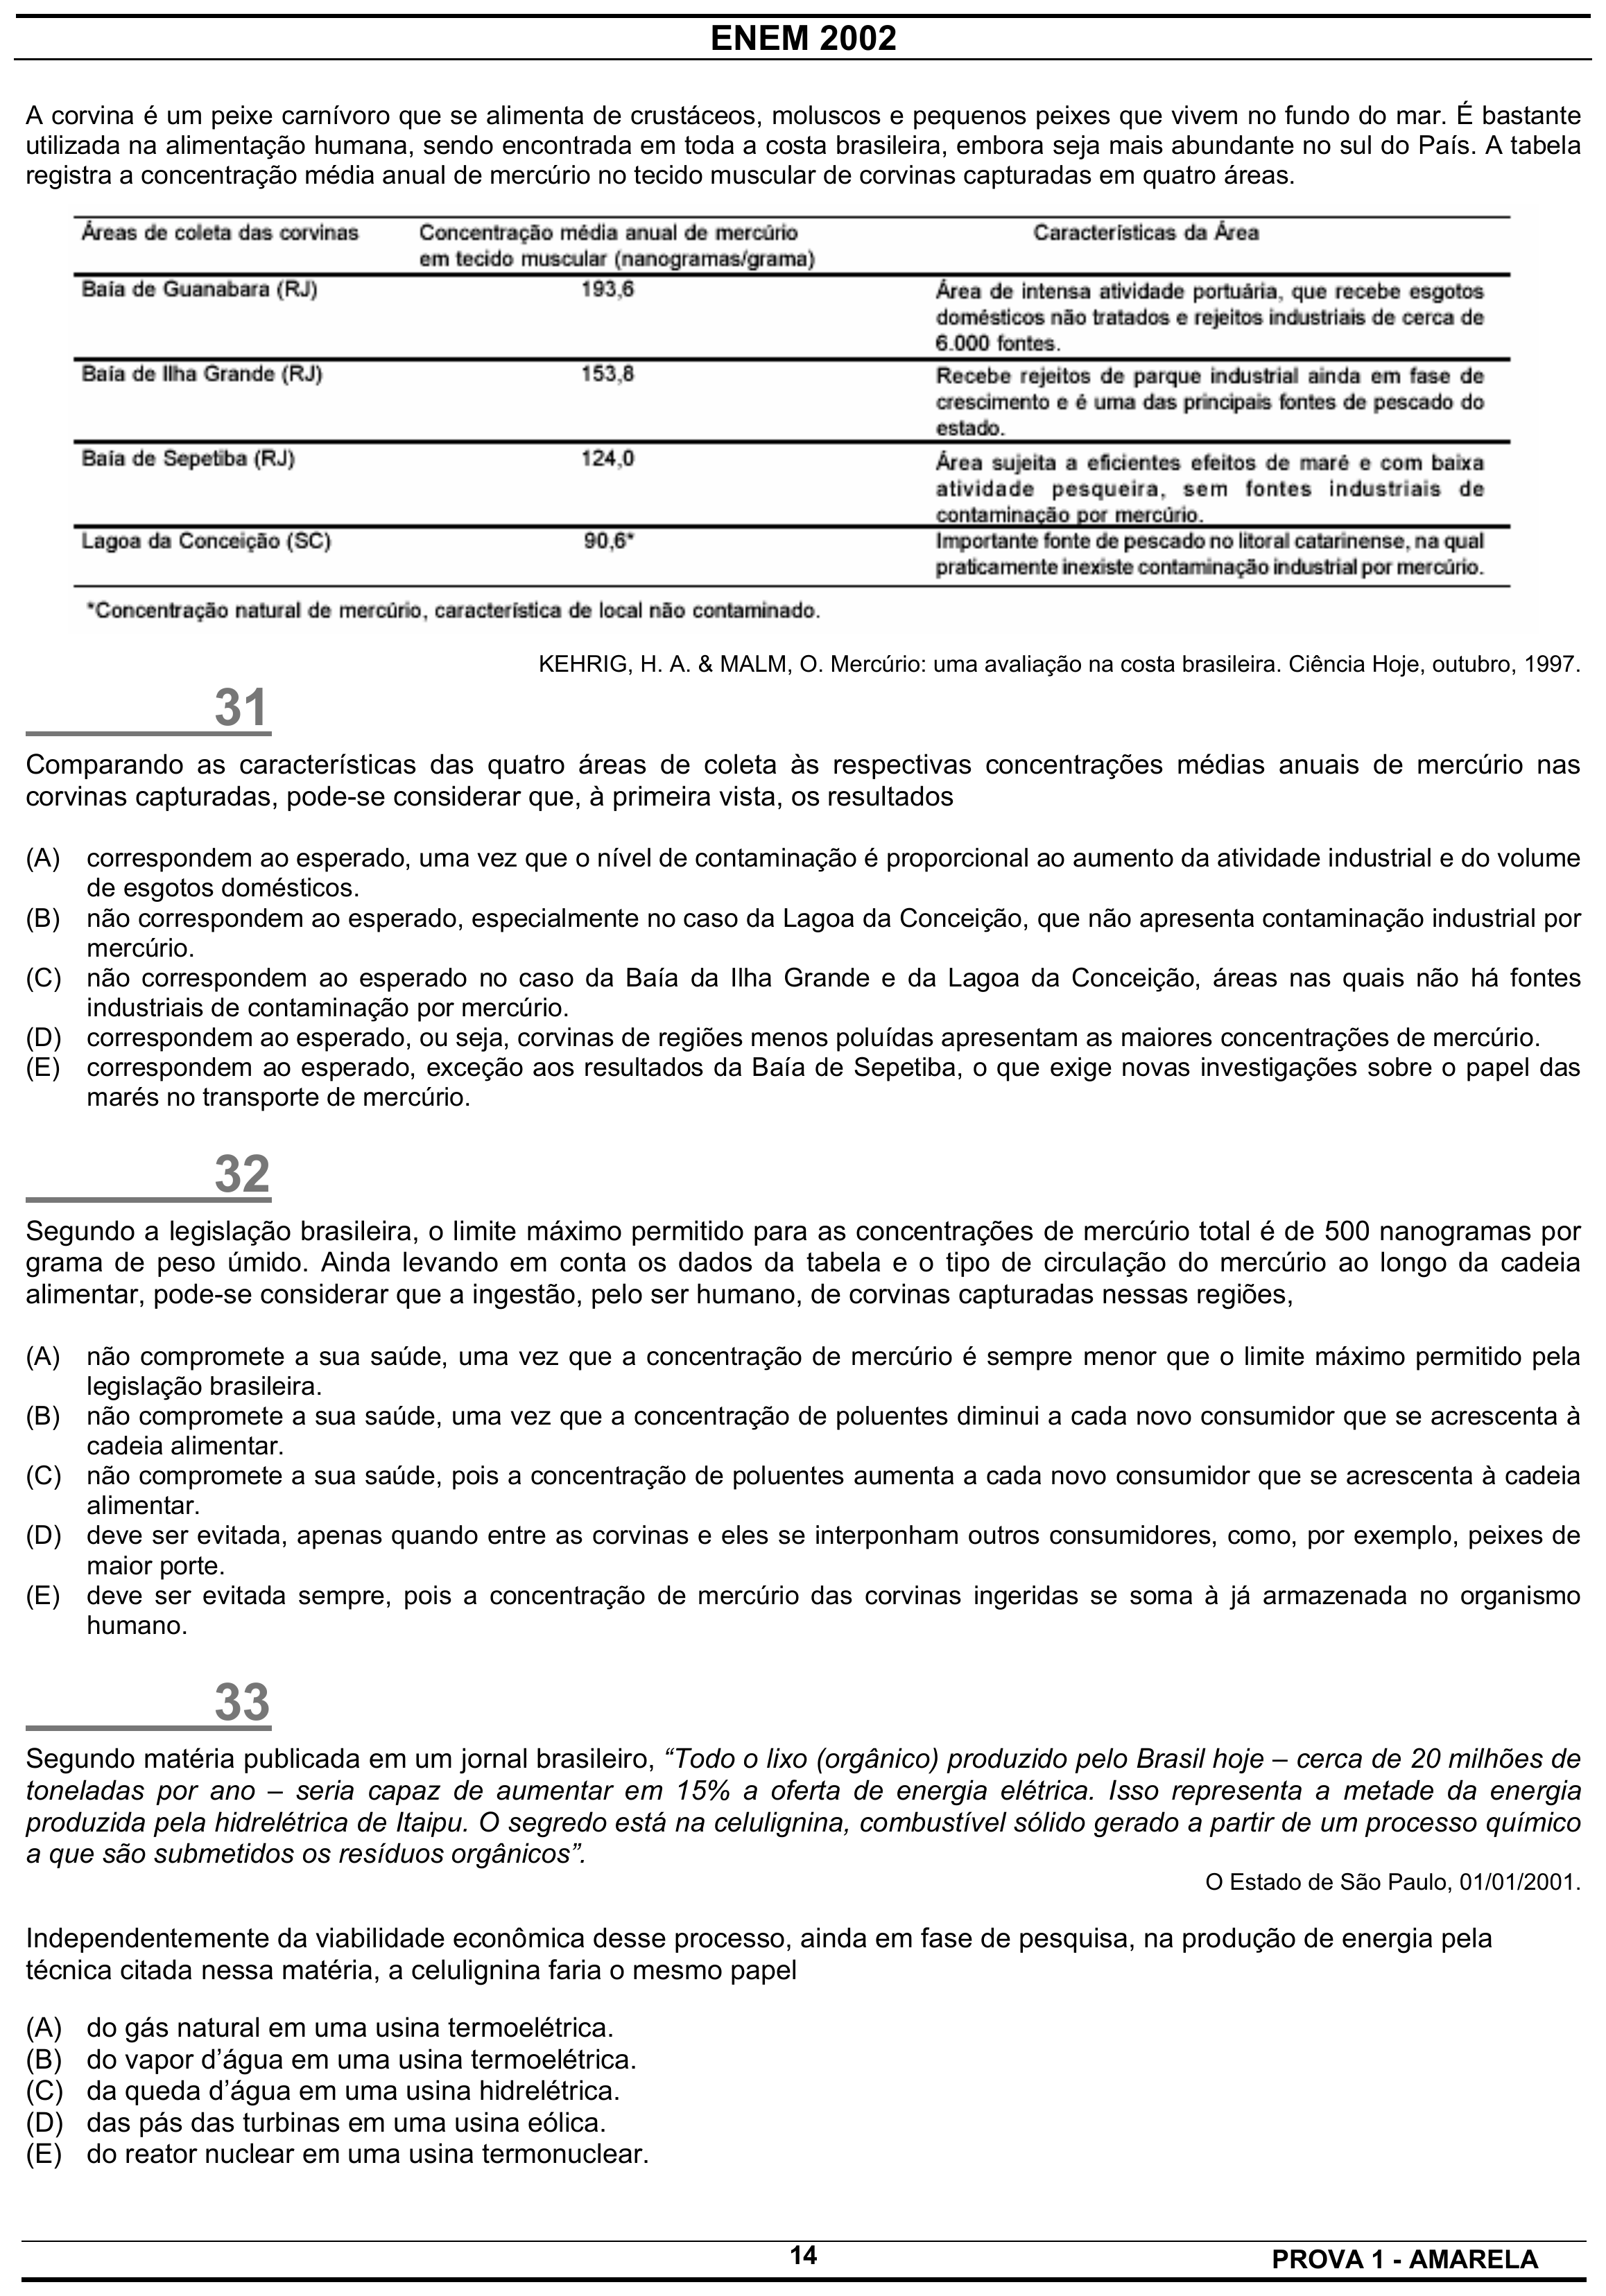 ENEM 2002
A corvina é um peixe carnívoro que se alimenta de crustáceos, moluscos e pequenos peixes que vivem no fundo do mar. É bastante
utilizada na alimentação humana, sendo encontrada em toda a costa brasileira, embora seja mais abundante no sul do País. A tabela
registra a concentração média anual de mercúrio no tecido muscular de corvinas capturadas em quatro áreas.
Áreas de coleta das corvinas Concentração média anual de mercúrio Características da Área
em tecido muscular (nanogramas/grama)
Baía de Guanabara (RJ) 193,6 Área de intensa atividade portuária, que recebe esgotos
domésticos não tratados e rejeitos industriais de cerca de
6.000 fontes.
Baía de Ilha Grande (RJ) 153,8 Recebe rejeitos de parque industrial ainda em fase de
crescimento e é uma das principais fontes de pescado do
estado.
Baía de Sepetiba (RJ) 124,0 Área sujeita a eficientes efeitos de maré e com baixa
atividade pesqueira, sem fontes industriais de
contaminação por mercúrio.
Lagoa da Conceição (SC) 90,6* Importante fonte de pescado no litoral catarinense, na qual
praticamente inexiste contaminação industrial por mercúrio.
*Concentração natural de mercúrio, característica de local não contaminado.
KEHRIG, H. A. & MALM, O. Mercúrio: uma avaliação na costa brasileira. Ciência Hoje, outubro, 1997.
31
Comparando as características das quatro áreas de coleta às respectivas concentrações médias anuais de mercúrio nas
corvinas capturadas, pode-se considerar que, à primeira vista, os resultados
(A) correspondem ao esperado, uma vez que o nível de contaminação é proporcional ao aumento da atividade industrial e do volume
de esgotos domésticos.
(B) não correspondem ao esperado, especialmente no caso da Lagoa da Conceição, que não apresenta contaminação industrial por
mercúrio.
(C) não correspondem ao esperado no caso da Baía da Ilha Grande e da Lagoa da Conceição, áreas nas quais não há fontes
industriais de contaminação por mercúrio.
(D) correspondem ao esperado, ou seja, corvinas de regiões menos poluídas apresentam as maiores concentrações de mercúrio.
(E) correspondem ao esperado, exceção aos resultados da Baía de Sepetiba, o que exige novas investigações sobre o papel das
marés no transporte de mercúrio.
32
Segundo a legislação brasileira, o limite máximo permitido para as concentrações de mercúrio total é de 500 nanogramas por
grama de peso úmido. Ainda levando em conta os dados da tabela e o tipo de circulação do mercúrio ao longo da cadeia
alimentar, pode-se considerar que a ingestão, pelo ser humano, de corvinas capturadas nessas regiões,
(A) não compromete a sua saúde, uma vez que a concentração de mercúrio é sempre menor que o limite máximo permitido pela
legislação brasileira.
(B) não compromete a sua saúde, uma vez que a concentração de poluentes diminui a cada novo consumidor que se acrescenta à
cadeia alimentar.
(C) não compromete a sua saúde, pois a concentração de poluentes aumenta a cada novo consumidor que se acrescenta à cadeia
alimentar.
(D) deve ser evitada, apenas quando entre as corvinas e eles se interponham outros consumidores, como, por exemplo, peixes de
maior porte.
(E) deve ser evitada sempre, pois a concentração de mercúrio das corvinas ingeridas se soma à já armazenada no organismo
humano.
33
Segundo matéria publicada em um jornal brasileiro, “Todo o lixo (orgânico) produzido pelo Brasil hoje – cerca de 20 milhões de
toneladas por ano – seria capaz de aumentar em 15% a oferta de energia elétrica. Isso representa a metade da energia
produzida pela hidrelétrica de Itaipu. O segredo está na celulignina, combustível sólido gerado a partir de um processo químico
a que são submetidos os resíduos orgânicos”.
O Estado de São Paulo, 01/01/2001.
Independentemente da viabilidade econômica desse processo, ainda em fase de pesquisa, na produção de energia pela
técnica citada nessa matéria, a celulignina faria o mesmo papel
(A) do gás natural em uma usina termoelétrica.
(B) do vapor d’água em uma usina termoelétrica.
(C) da queda d’água em uma usina hidrelétrica.
(D) das pás das turbinas em uma usina eólica.
(E) do reator nuclear em uma usina termonuclear.
14
PROVA 1 - AMARELA